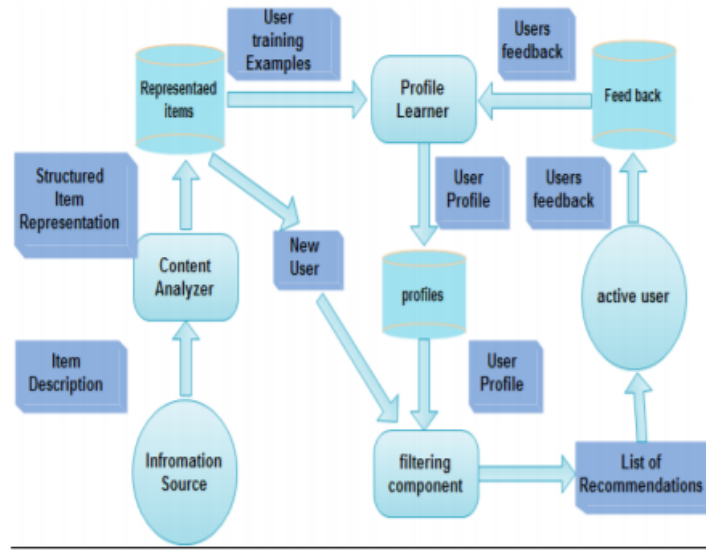 User
training
Examples
Users
feedback
Representaed
items
Profile
Learner
Feed back
Structured
Item
Representation
User
Profile
Users
feedback
New
User
Content
Analyzer
profiles
active user
Item
Description
User
Profile
Infromation
Source
filtering
component
List of
Recommendations